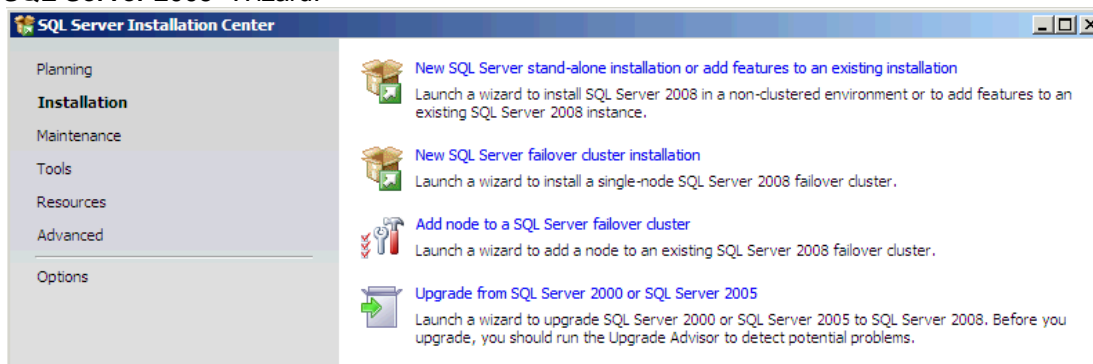 SQL Server Installation Center
Planning
Installation
Maintenance
Tools
Resources
Advanced
Options
New SQL Server stand-alone installation or add features to an existing installation
Launch a wizard to install SQL Server 2008 in a non-clustered environment or to add features to an
existing SQL Server 2008 instance.
New SQL Server failover cluster installation
Launch a wizard to install a single-node SQL Server 2008 failover cluster.
Add node to a SQL Server failover cluster
Launch a wizard to add a node to an existing SQL Server 2008 failover cluster.
Upgrade from SQL Server 2000 or SQL Server 2005
Launch a wizard to upgrade SQL Server 2000 or SQL Server 2005 to SQL Server 2008. Before you
upgrade, you should run the Upgrade Advisor to detect potential problems.